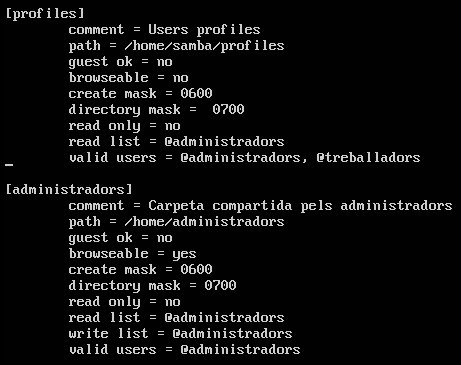 [profiles]
comment = Users profiles
path = /home/samba/profiles
guest ok = no
browseable = no
create mask = 0600
directory mask =  0700
read only = no
read list = @administradors
valid users = @administradors, @treballadors
[administradors]
comment = Carpeta compartida pels administradors
path = /home/administradors
guest ok = no
browseable = yes
create mask = 0600
directory mask = 0700
read only = no
read list = @administradors
write list = @administradors
valid users = @administradors